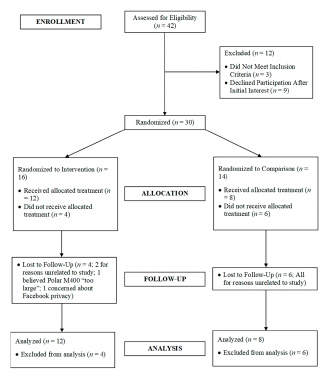 ENROLLMENT
Assessed for Eligibility
(n = 42)
Excluded (n = 12)
• Did Not Meet Inclusion
Criteria (n = 3)
• Declined Participation After
Initial Interest (n = 9)
Randomized (n = 30)
Randomized to Intervention (n =
16)
• Received allocated treatment
(n = 12)
• Did not receive allocated
treatment (n = 4)
ALLOCATION
Randomized to Comparison (n =
14)
• Received allocated treatment
(n = 8)
• Did not receive allocated
treatment (n = 6)
• Lost to Follow-Up (n = 4; 2 for
reasons unrelated to study; 1
believed Polar M400 "too
large"; 1 concerned about
Facebook privacy)
FOLLOW-UP
• Lost to Follow-Up (n = 6; All
for reasons unrelated to study)
Analyzed (n = 12)
• Excluded from analysis (n = 4)
ANALYSIS
Analyzed (n = 8)
• Excluded from analysis (n = 6)